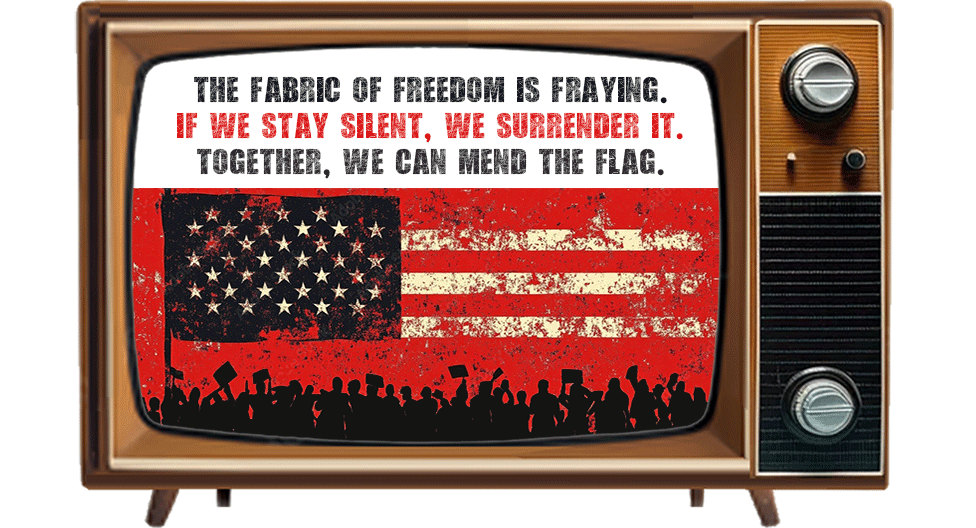 THE FABRIC OF FREEDOM IS FRAYING.
IF WE STAY SILENT, WE SURRENDER IT.
TOGETHER, WE CAN MEND THE FLAG.